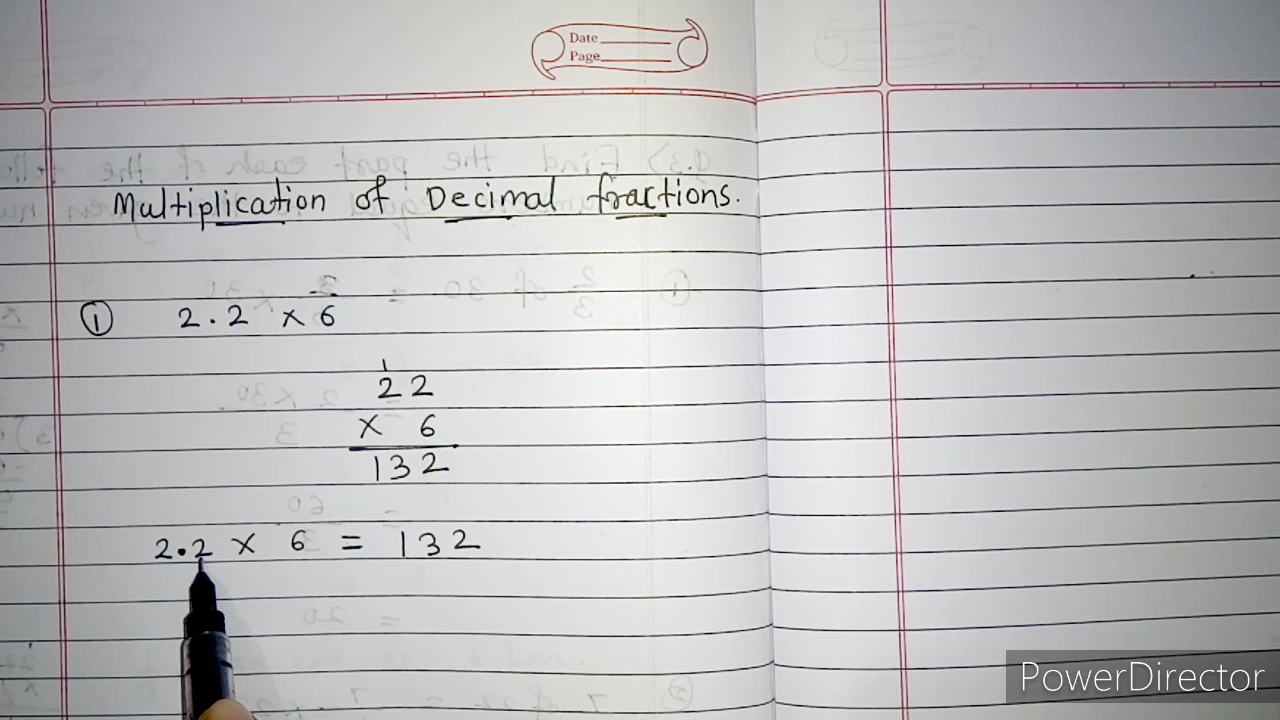 Date
Page
Multiplication of Decimal fractions.
① 2.2 × 6
1
22
× 6
132
2.2 × 6 = 132
PowerDirector